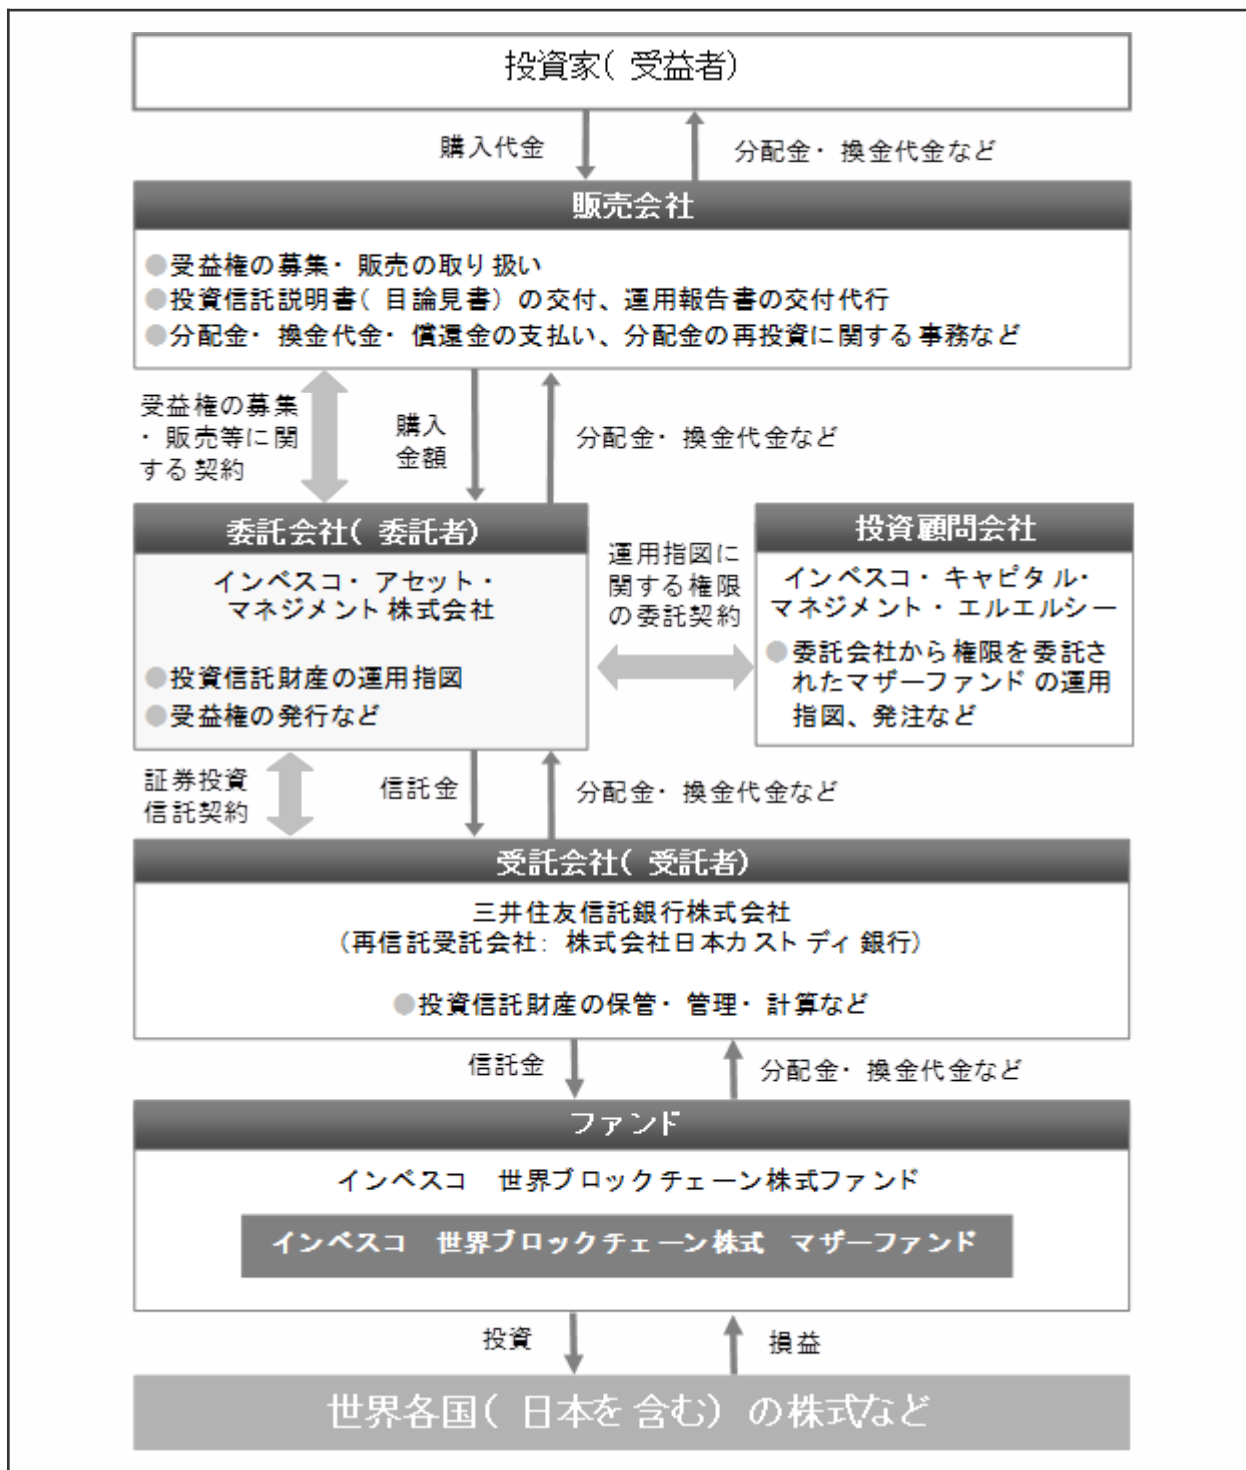 投資家(受益者)
購入代金
分配金・換金代金など
販売会社
●受益権の募集・販売の取り扱い
●投資信託説明書(目論見書)の交付、運用報告書の交付代行
●分配金・換金代金・償還金の支払い、分配金の再投資に関する事務など
受益権の募集
・販売等に関
する契約
購入
金額
分配金・換金代金など
委託会社(委託者)
インベスコ・アセット・
マネジメント株式会社
●投資信託財産の運用指図
●受益権の発行など
運用指図に
関する権限
の委託契約
投資顧問会社
インベスコ・キャピタル・
マネジメント・エルエルシー
●委託会社から権限を委託さ
れたマザーファンドの運用
指図、発注など
証券投資
信託契約
信託金
分配金・換金代金など
受託会社(受託者)
三井住友信託銀行株式会社
(再信託受託会社:株式会社日本カストディ銀行)
●投資信託財産の保管・管理・計算など
信託金
分配金・換金代金など
ファンド
インベスコ 世界ブロックチェーン株式ファンド
インベスコ 世界ブロックチェーン株式 マザーファンド
投資
損益
世界各国(日本を含む)の株式など